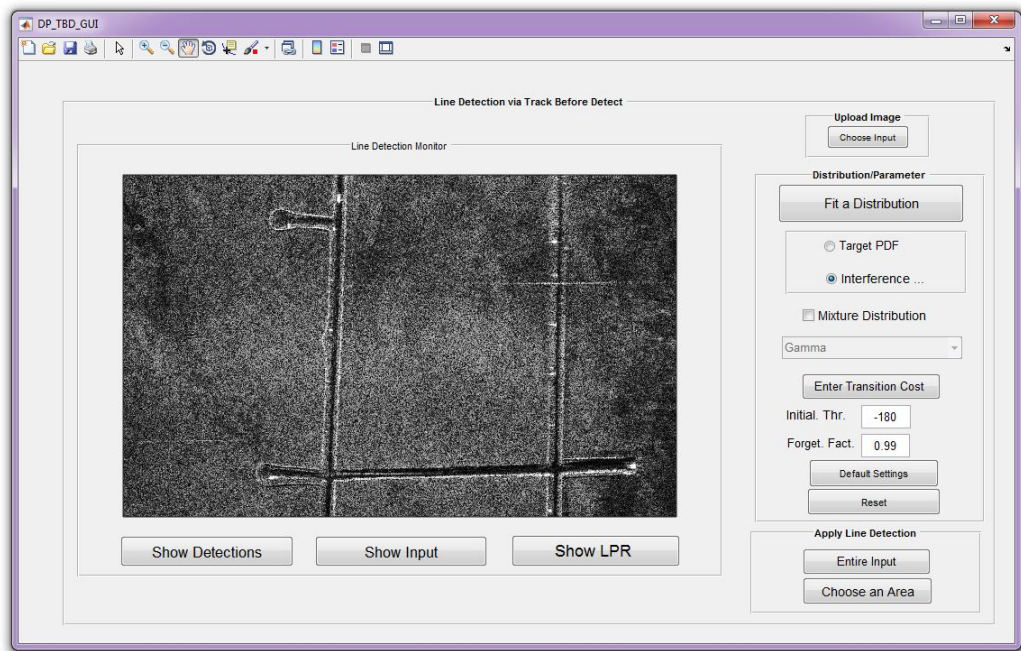 DP_TBD_GUI
Line Detection via Track Before Detect
Upload Image
Choose Input
Line Detection Monitor
Distribution/Parameter
Fit a Distribution
Target PDF
Interference ...
Mixture Distribution
Gamma
Enter Transition Cost
Initial. Thr.
-180
Forget. Fact.
0.99
Default Settings
Reset
Show Detections
Show Input
Show LPR
Apply Line Detection
Entire Input
Choose an Area